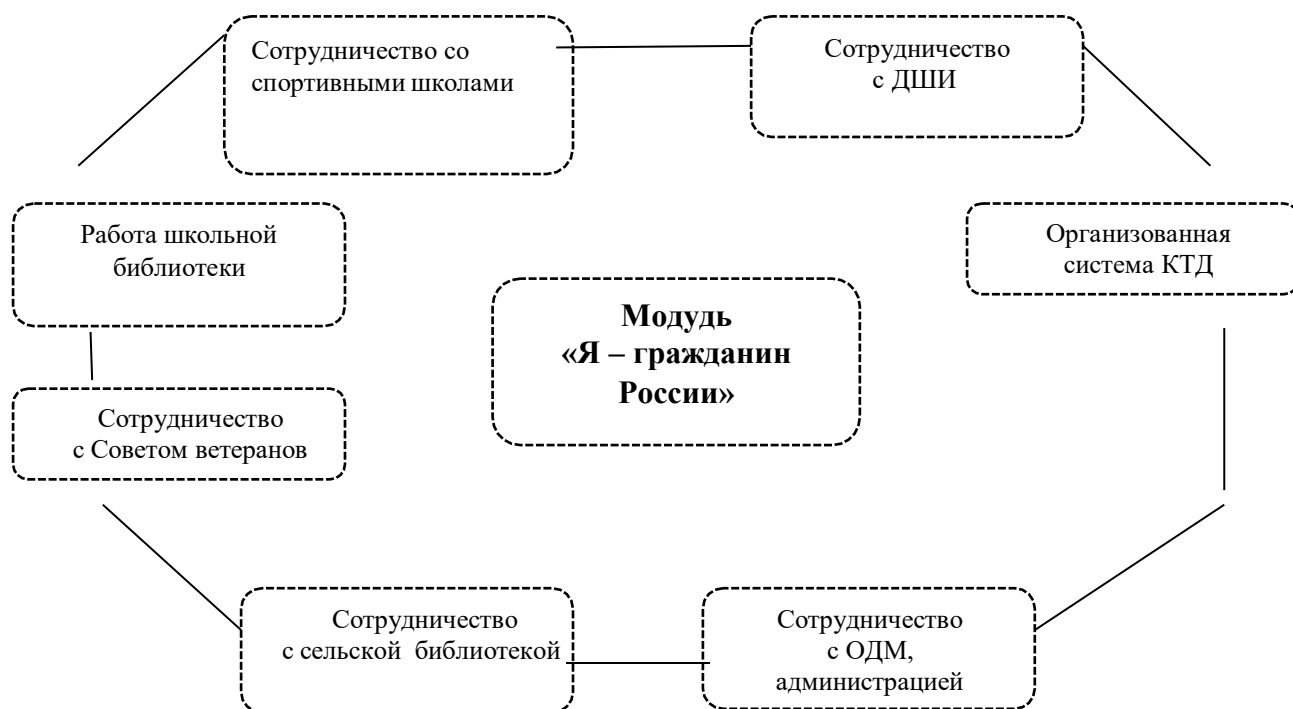 Сотрудничество со
спортивными школами
Сотрудничество
с ДШИ
Работа школьной
библиотеки
Организованная
система КТД
Модудь
«Я – гражданин
России»
Сотрудничество
с Советом ветеранов
Сотрудничество
с сельской библиотекой
Сотрудничество
с ОДМ,
администрацией